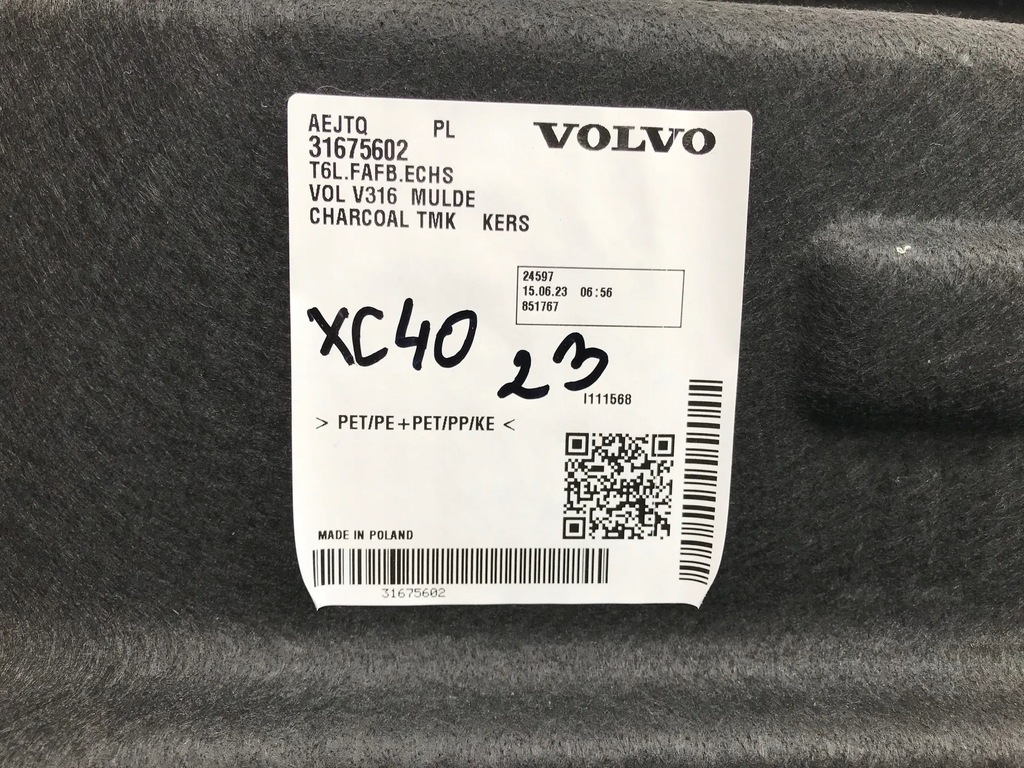 AEJTQ PL
VOLVO
31675602
T6L.FAFB.ECHS
VOL V316 MULDE
CHARCOAL TMK KERS
24597
15.06.23 06:56
851767
XC40 23
I111568
> PET/PE+PET/PP/KE <
MADE IN POLAND
31675602